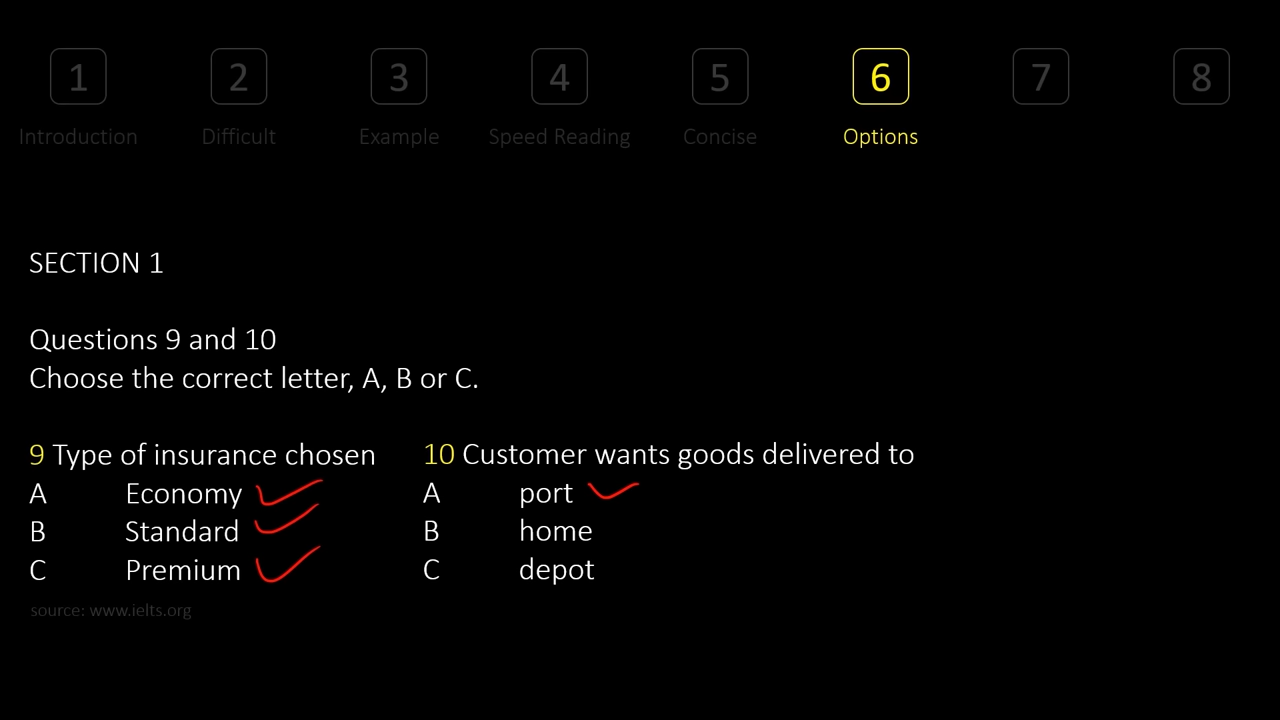 1 2 3 4 5 6 7 8
Introduction Difficult Example Speed Reading Concise Options
SECTION 1
Questions 9 and 10
Choose the correct letter, A, B or C.
9 Type of insurance chosen
A Economy
B Standard
C Premium
10 Customer wants goods delivered to
A port
B home
C depot
source: www.ielts.org